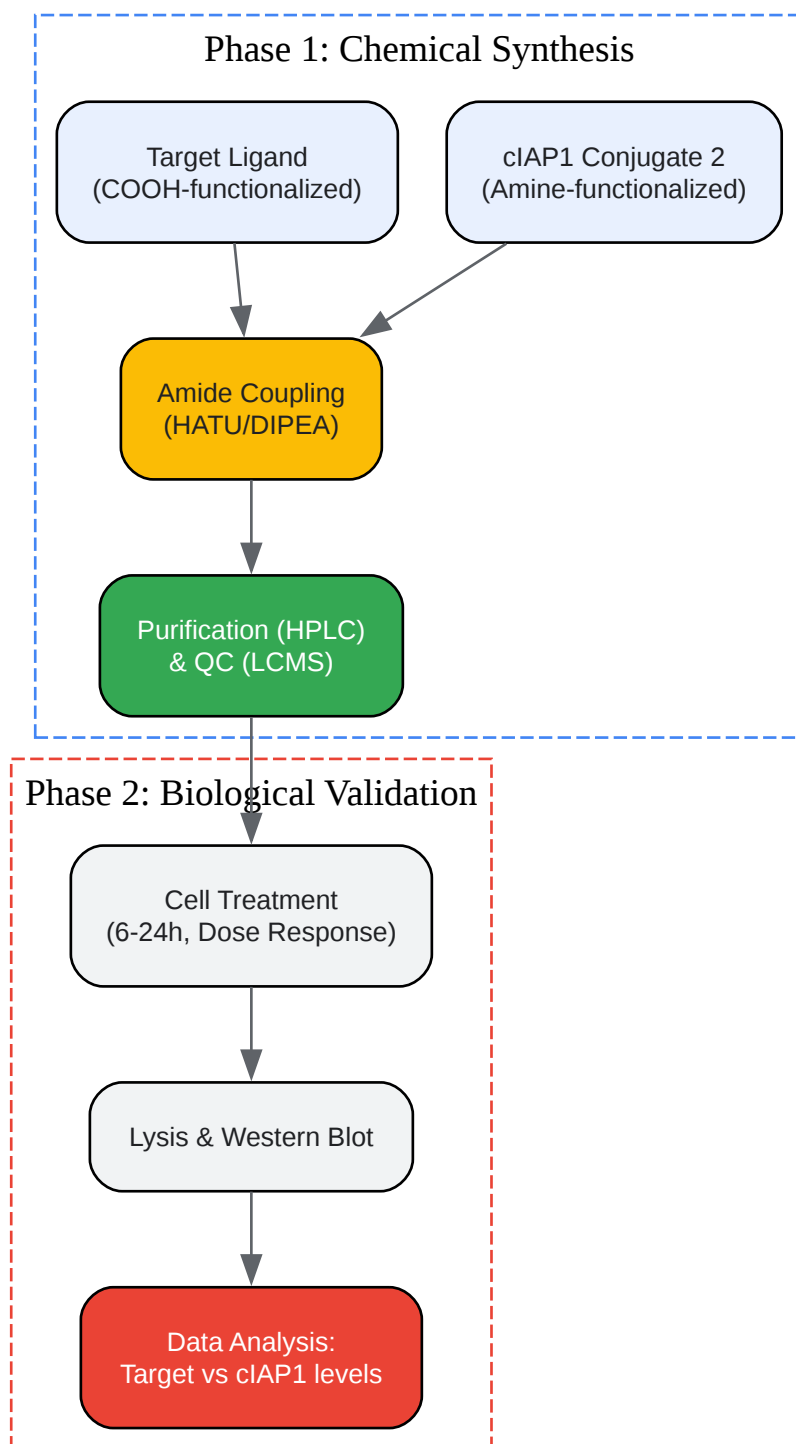 Phase 1: Chemical Synthesis
Target Ligand
(COOH-functionalized)
cIAP1 Conjugate 2
(Amine-functionalized)
Amide Coupling
(HATU/DIPEA)
Purification (HPLC)
& QC (LCMS)
Phase 2: Biological Validation
Cell Treatment
(6-24h, Dose Response)
Lysis & Western Blot
Data Analysis:
Target vs cIAP1 levels